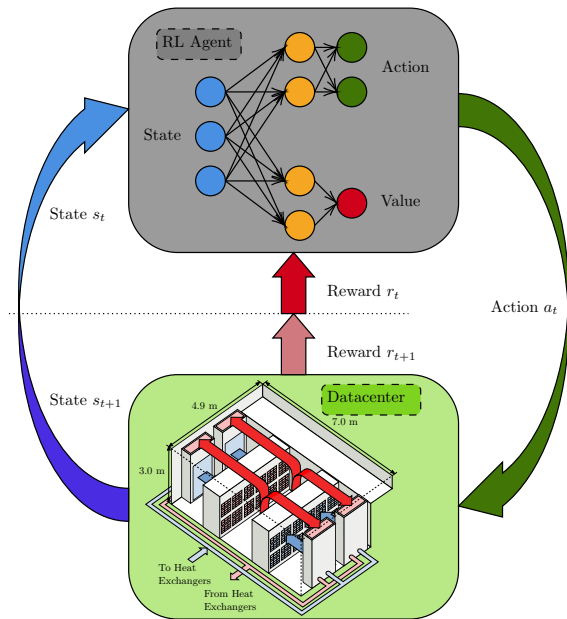 RL Agent
Action
State
Value
State s_t
Reward r_t
Action a_t
Reward r_{t+1}
State s_{t+1}
Datacenter
4.9 m
7.0 m
3.0 m
To Heat
Exchangers
From Heat
Exchangers